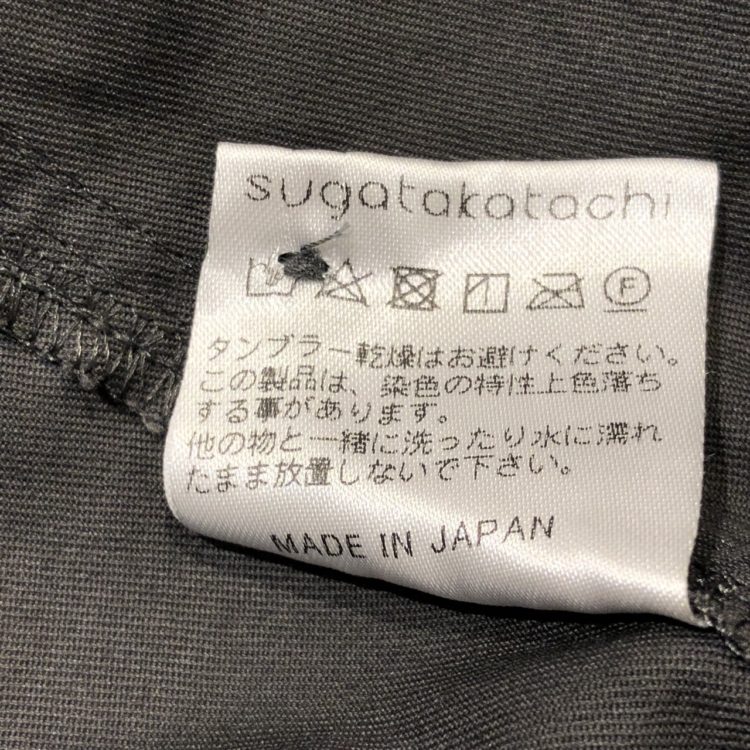 sugatakatachi
タンブラー乾燥はお避けください。
この製品は、染色の特性上色落ち
する事があります。
他の物と一緒に洗ったり水に濡れ
たまま放置しないで下さい。
MADE IN JAPAN